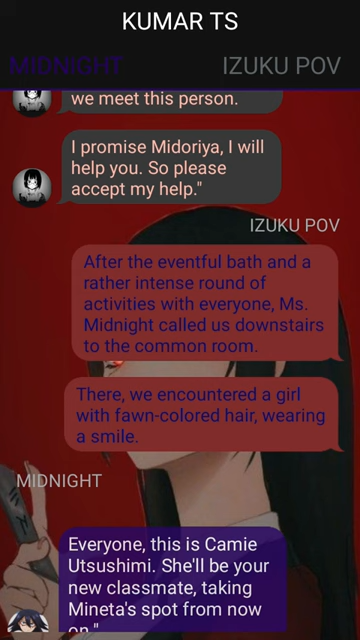 KUMAR TS
MIDNIGHT
IZUKU POV
we meet this person.
I promise Midoriya, I will
help you. So please
accept my help."
IZUKU POV
After the eventful bath and a
rather intense round of
activities with everyone, Ms.
Midnight called us downstairs
to the common room.
There, we encountered a girl
with fawn-colored hair, wearing
a smile.
MIDNIGHT
Everyone, this is Camie
Utsushimi. She'll be your
new classmate, taking
Mineta's spot from now
on."